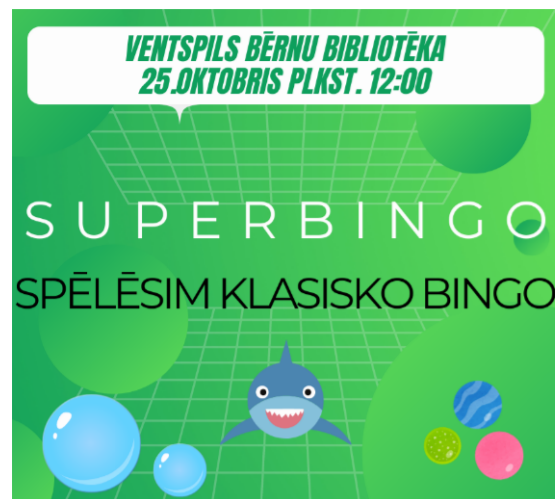 VENTSPILS BĒRNU BIBLIOTĒKA
25.OKTOBRIS PLKST. 12:00
SUPERBINGO
SPĒLĒSIM KLASISKO BINGO